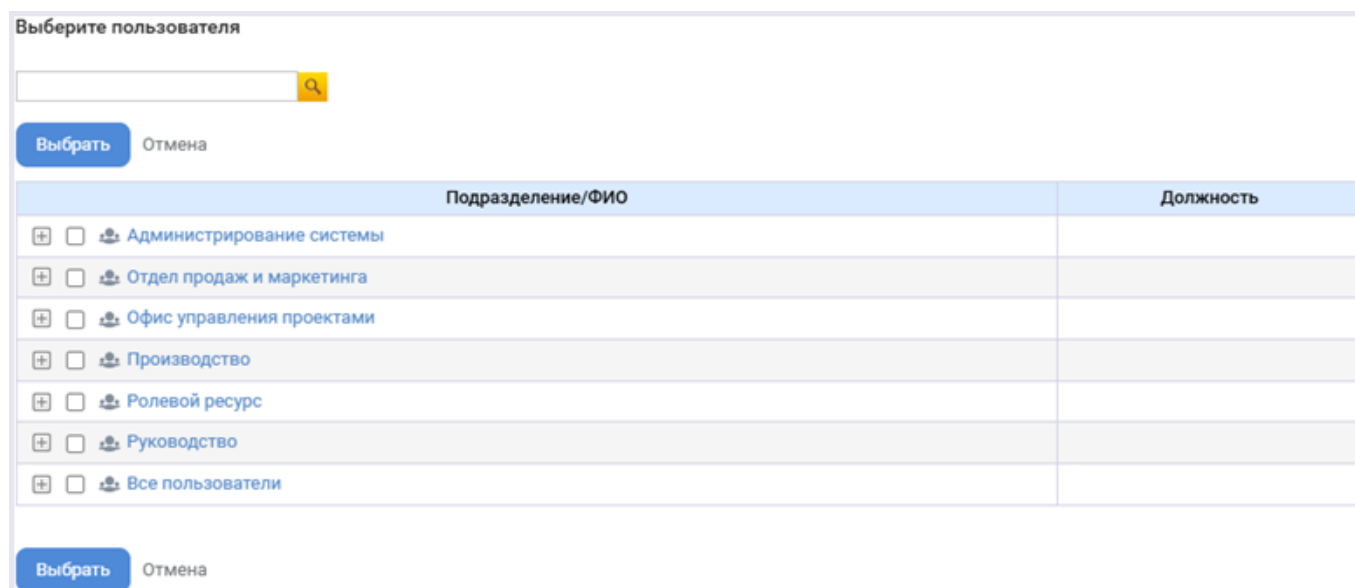 Выберите пользователя
Выбрать Отмена
Подразделение/ФИО Должность
Администрирование системы
Отдел продаж и маркетинга
Офис управления проектами
Производство
Ролевой ресурс
Руководство
Все пользователи
Выбрать Отмена